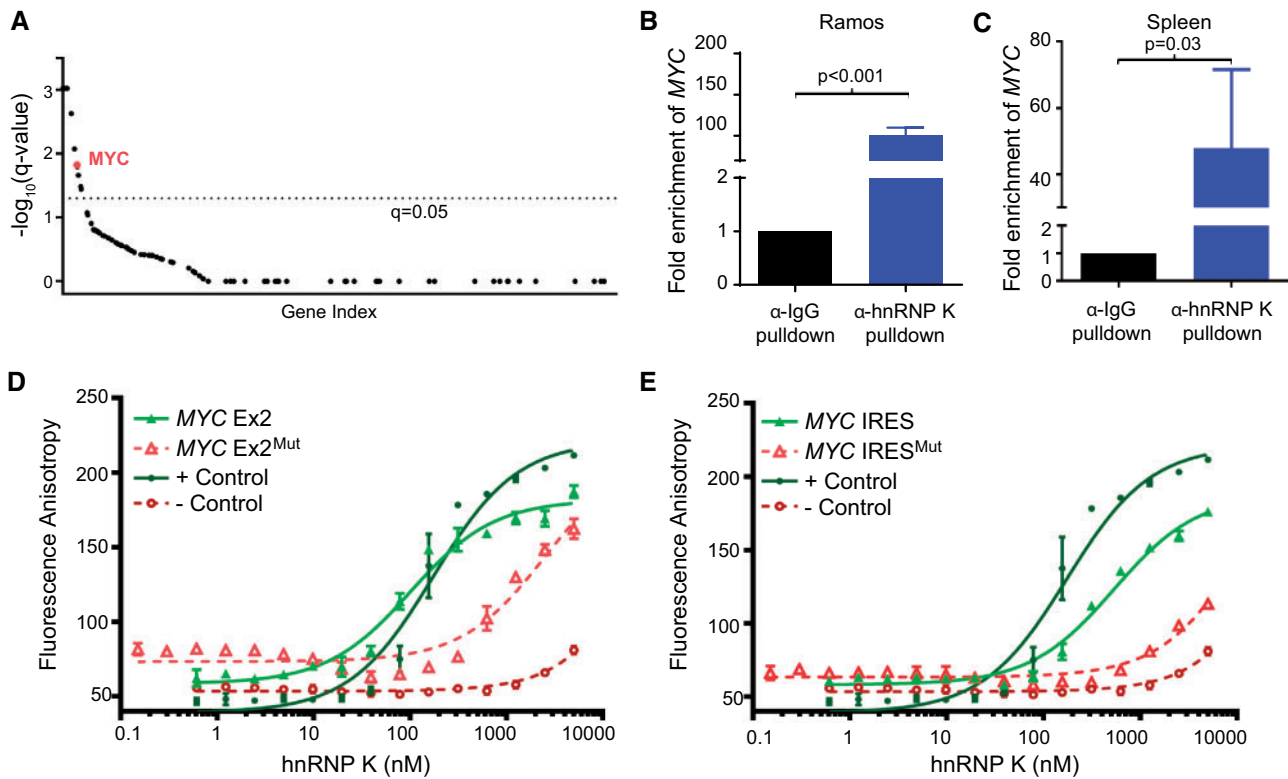 A
-log10(q-value)
3
2
1
0
MYC
q=0.05
Gene Index
B
Ramos
Fold enrichment of MYC
200
150
100
2
1
0
p<0.001
α-IgG pulldown
α-hnRNP K pulldown
C
Spleen
Fold enrichment of MYC
80
60
40
2
1
0
p=0.03
α-IgG pulldown
α-hnRNP K pulldown
D
Fluorescence Anisotropy
250
200
150
100
50
MYC Ex2
MYC Ex2Mut
+ Control
- Control
0.1
1
10
100
1000
10000
hnRNP K (nM)
E
Fluorescence Anisotropy
250
200
150
100
50
MYC IRES
MYC IRESMut
+ Control
- Control
0.1
1
10
100
1000
10000
hnRNP K (nM)